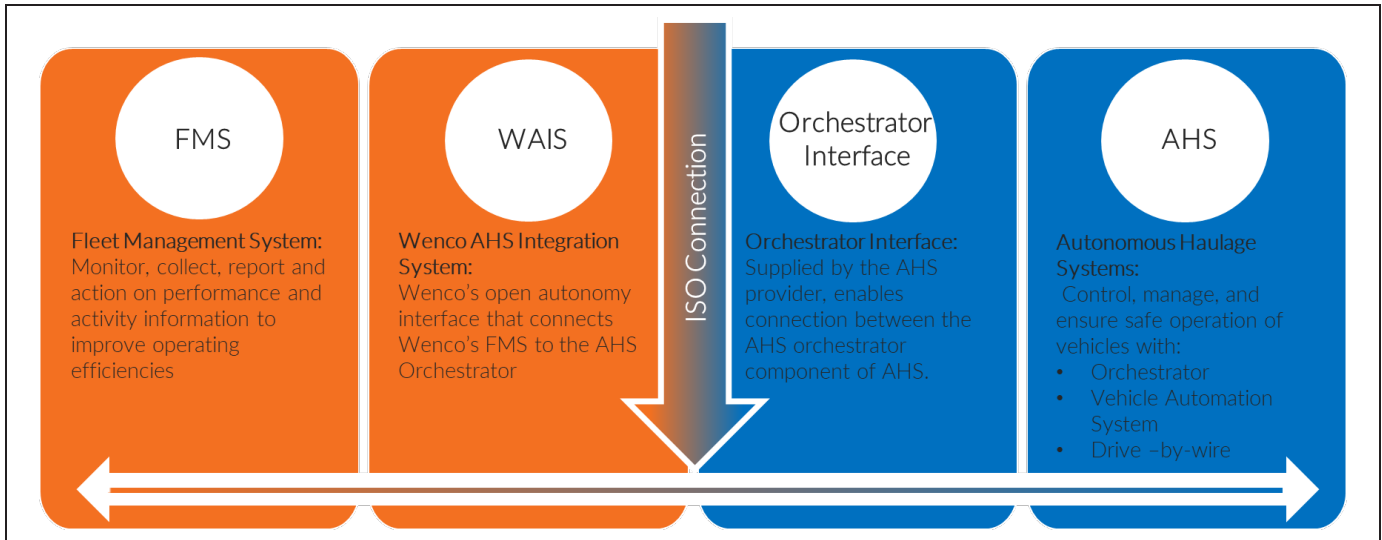 FMS
Fleet Management System:
Monitor, collect, report and
action on performance and
activity information to
improve operating
efficiencies
WAIS
Wenco AHS Integration
System:
Wenco’s open autonomy
interface that connects
Wenco’s FMS to the AHS
Orchestrator
ISO Connection
Orchestrator
Interface
Orchestrator Interface:
Supplied by the AHS
provider, enables
connection between the
AHS orchestrator
component of AHS.
AHS
Autonomous Haulage
Systems:
Control, manage, and
ensure safe operation of
vehicles with:
• Orchestrator
• Vehicle Automation
System
• Drive –by-wire